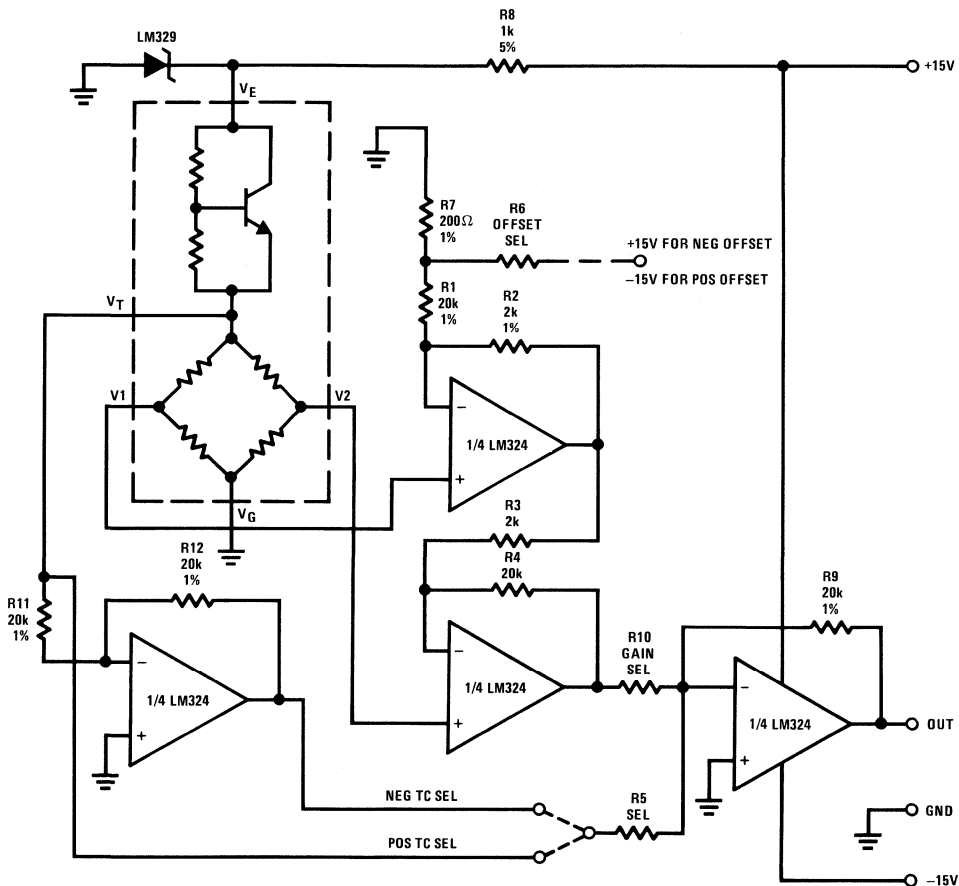 R8
1k
5%
LM329
+15V
VE
R7
200Ω
1%
R6
OFFSET
SEL
+15V FOR NEG OFFSET
−15V FOR POS OFFSET
R1
20k
1%
R2
2k
1%
VT
V1
V2
−
1/4 LM324
+
VG
R3
2k
R4
20k
R12
20k
1%
R11
20k
1%
−
1/4 LM324
+
−
1/4 LM324
+
R10
GAIN
SEL
R9
20k
1%
−
1/4 LM324
+
OUT
NEG TC SEL
R5
SEL
POS TC SEL
GND
−15V